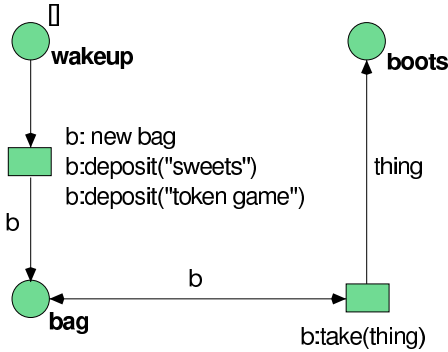 []
wakeup
boots
b: new bag
b:deposit("sweets")
b:deposit("token game")
thing
b
b
bag
b:take(thing)